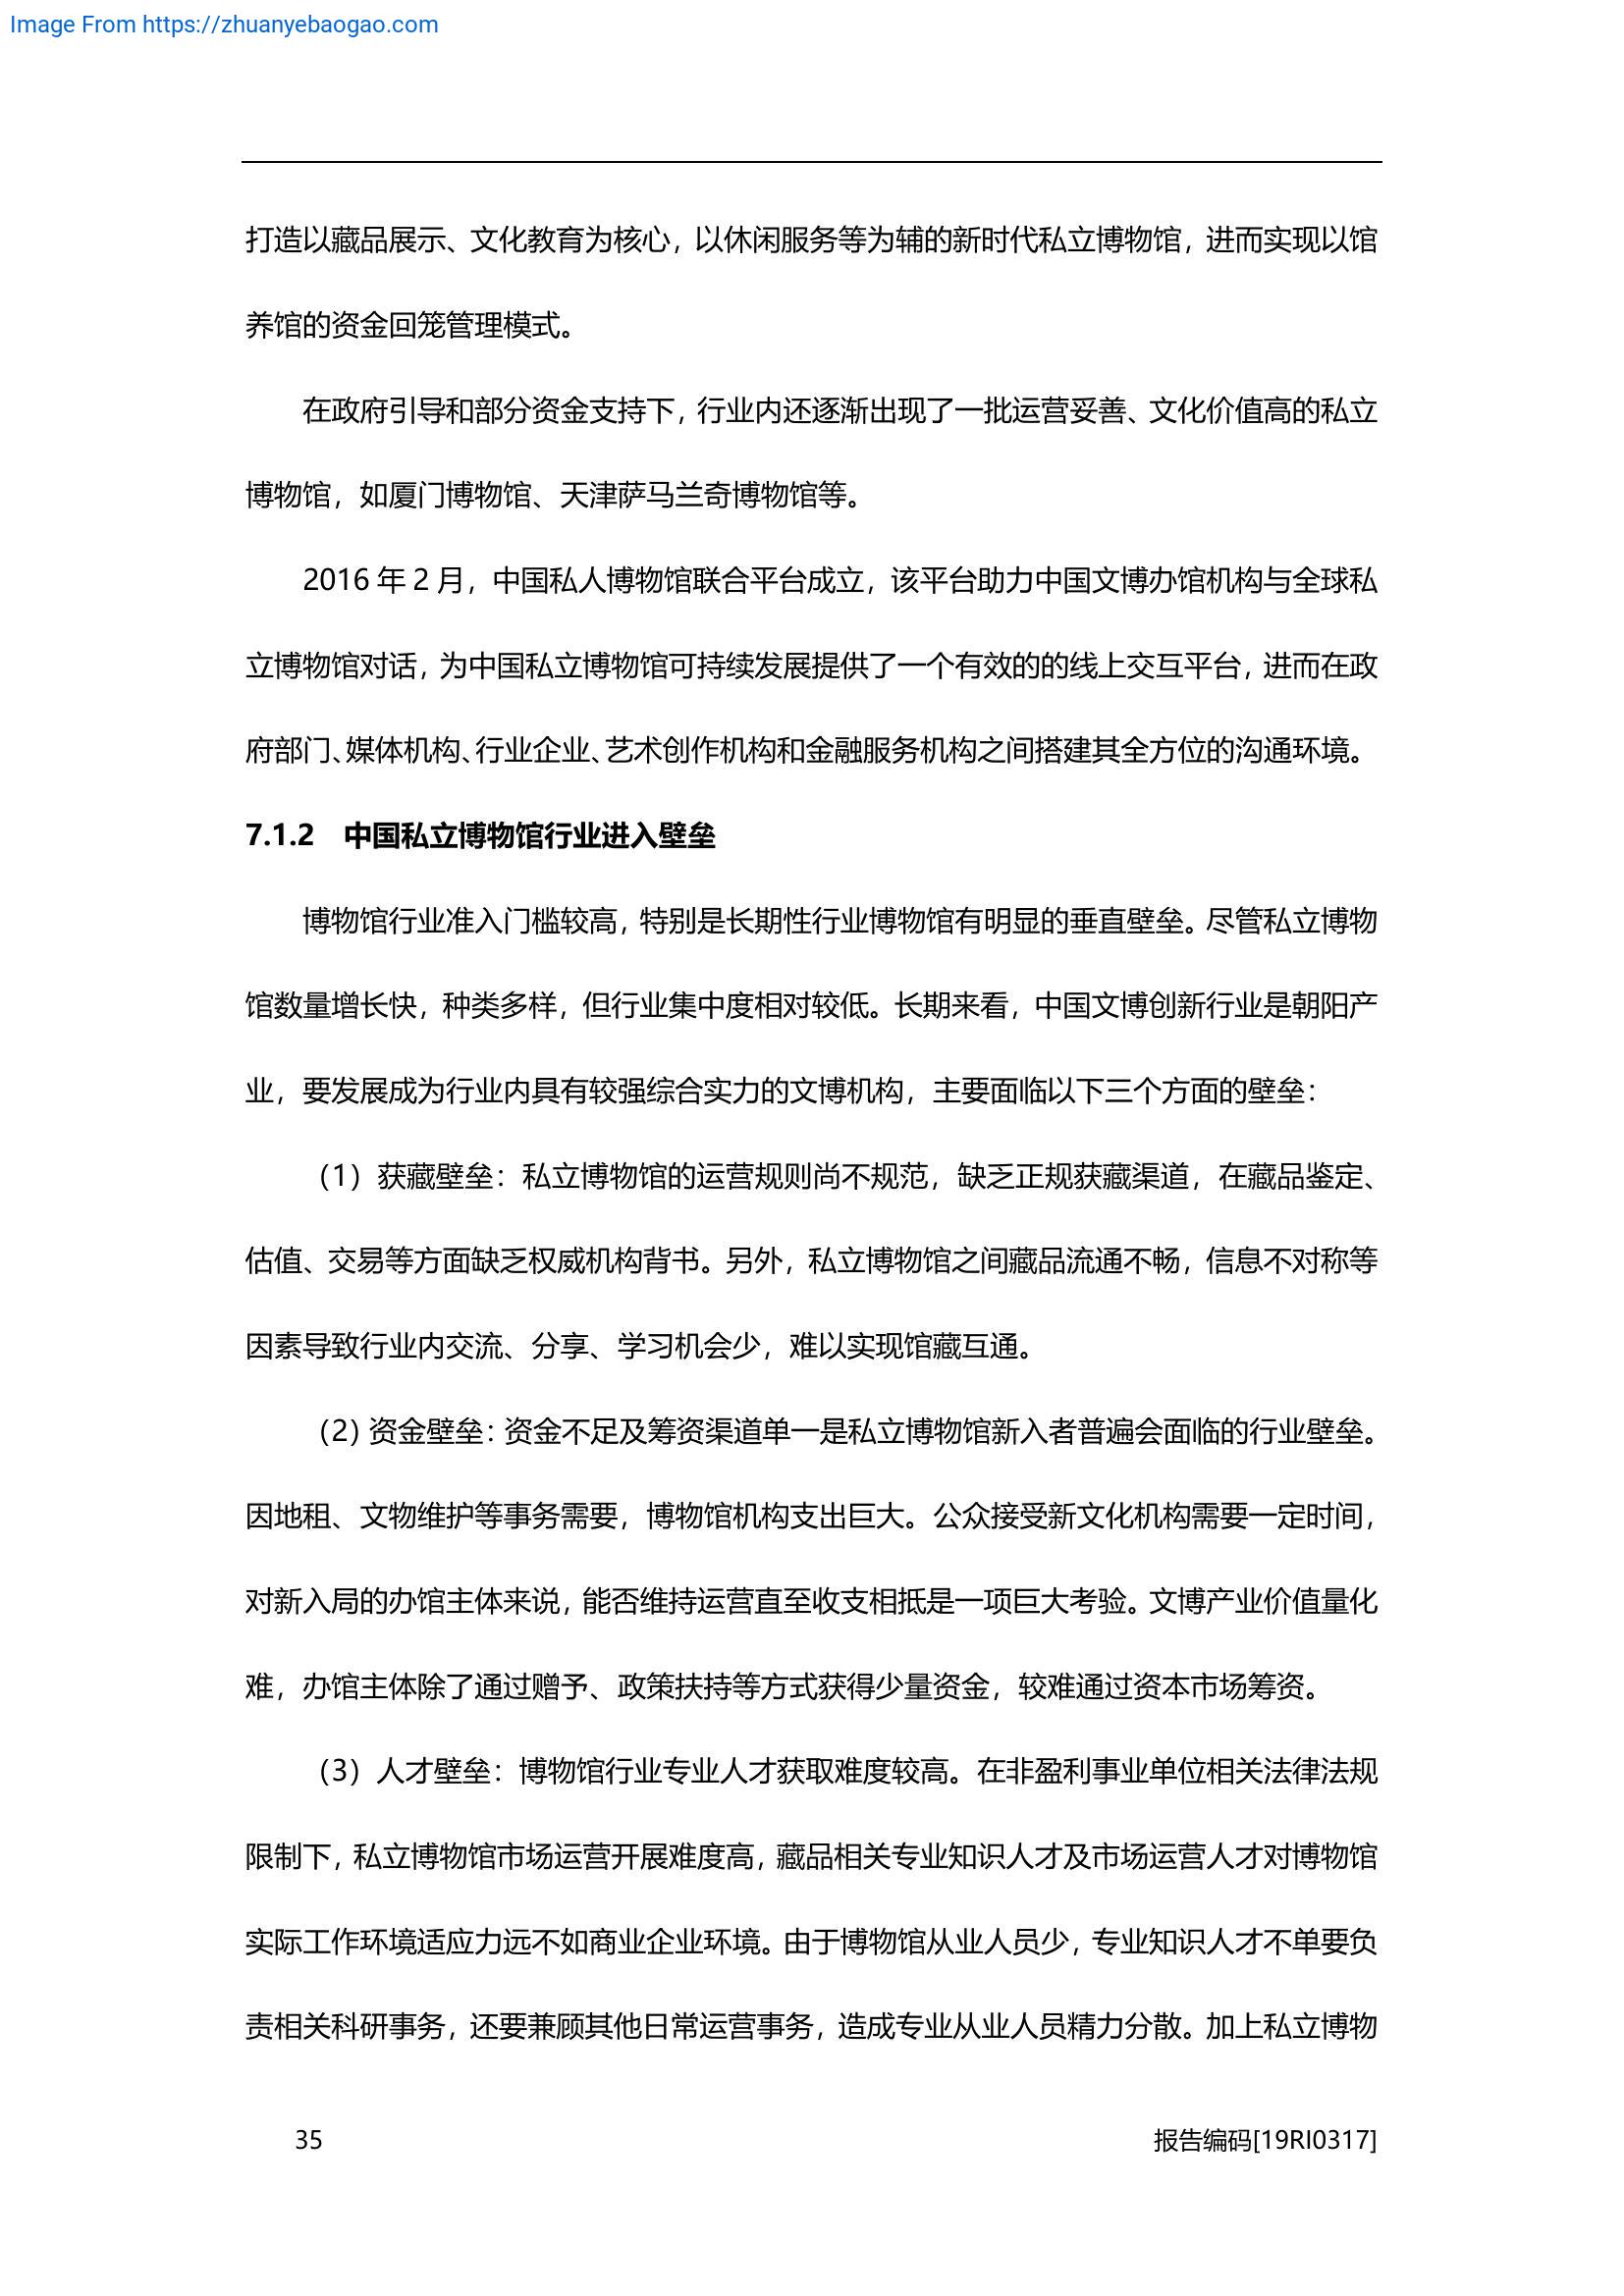 Image From https://zhuanyebaogao.com
打造以藏品展示、文化教育为核心，以休闲服务等为辅的新时代私立博物馆，进而实现以馆
养馆的资金回笼管理模式。
在政府引导和部分资金支持下，行业内还逐渐出现了一批运营妥善、文化价值高的私立
博物馆，如厦门博物馆、天津萨马兰奇博物馆等。
2016 年 2 月，中国私人博物馆联合平台成立，该平台助力中国文博办馆机构与全球私
立博物馆对话，为中国私立博物馆可持续发展提供了一个有效的的线上交互平台，进而在政
府部门、媒体机构、行业企业、艺术创作机构和金融服务机构之间搭建其全方位的沟通环境。
7.1.2 中国私立博物馆行业进入壁垒
博物馆行业准入门槛较高，特别是长期性行业博物馆有明显的垂直壁垒。尽管私立博物
馆数量增长快，种类多样，但行业集中度相对较低。长期来看，中国文博创新行业是朝阳产
业，要发展成为行业内具有较强综合实力的文博机构，主要面临以下三个方面的壁垒：
（1）获藏壁垒：私立博物馆的运营规则尚不规范，缺乏正规获藏渠道，在藏品鉴定、
估值、交易等方面缺乏权威机构背书。另外，私立博物馆之间藏品流通不畅，信息不对称等
因素导致行业内交流、分享、学习机会少，难以实现馆藏互通。
（2）资金壁垒：资金不足及筹资渠道单一是私立博物馆新入者普遍会面临的行业壁垒。
因地租、文物维护等事务需要，博物馆机构支出巨大。公众接受新文化机构需要一定时间，
对新入局的办馆主体来说，能否维持运营直至收支相抵是一项巨大考验。文博产业价值量化
难，办馆主体除了通过赠予、政策扶持等方式获得少量资金，较难通过资本市场筹资。
（3）人才壁垒：博物馆行业专业人才获取难度较高。在非盈利事业单位相关法律法规
限制下，私立博物馆市场运营开展难度高，藏品相关专业知识人才及市场运营人才对博物馆
实际工作环境适应力远不如商业企业环境。由于博物馆从业人员少，专业知识人才不单要负
责相关科研事务，还要兼顾其他日常运营事务，造成专业从业人员精力分散。加上私立博物
35 报告编码[19RI0317]